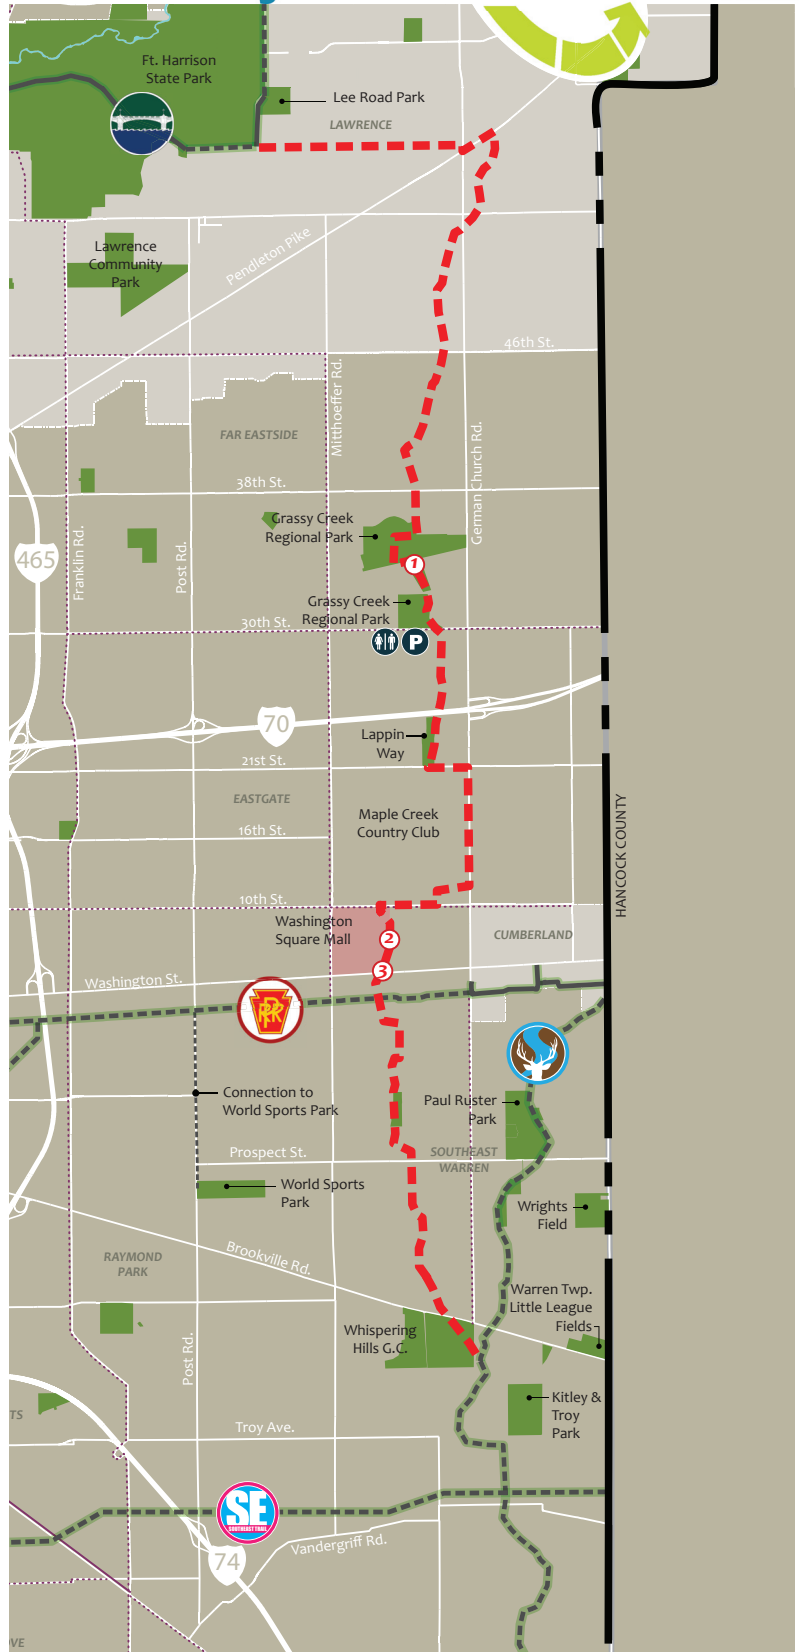 Ft. Harrison
State Park
Lee Road Park
LAWRENCE
Lawrence
Community
Park
Pendleton Pike
46th St.
Mitthoeffer Rd.
FAR EASTSIDE
German Church Rd.
38th St.
Grassy Creek
Regional Park
465
Franklin Rd.
Post Rd.
1
Grassy Creek
Regional Park
30th St.
P
70
Lappin
Way
21st St.
EASTGATE
Maple Creek
Country Club
16th St.
HANCOCK COUNTY
10th St.
Washington
Square Mall
2
CUMBERLAND
3
Washington St.
PRR
Connection to
World Sports Park
Paul Ruster
Park
Prospect St.
SOUTHEAST
WARREN
World Sports
Park
Wrights
Field
Brookville Rd.
RAYMOND
PARK
Warren Twp.
Little League
Fields
Whispering
Hills G.C.
Post Rd.
Kitley &
Troy
Park
TS
Troy Ave.
SE
SOUTHEAST TRAIL
Vandergriff Rd.
74
VE